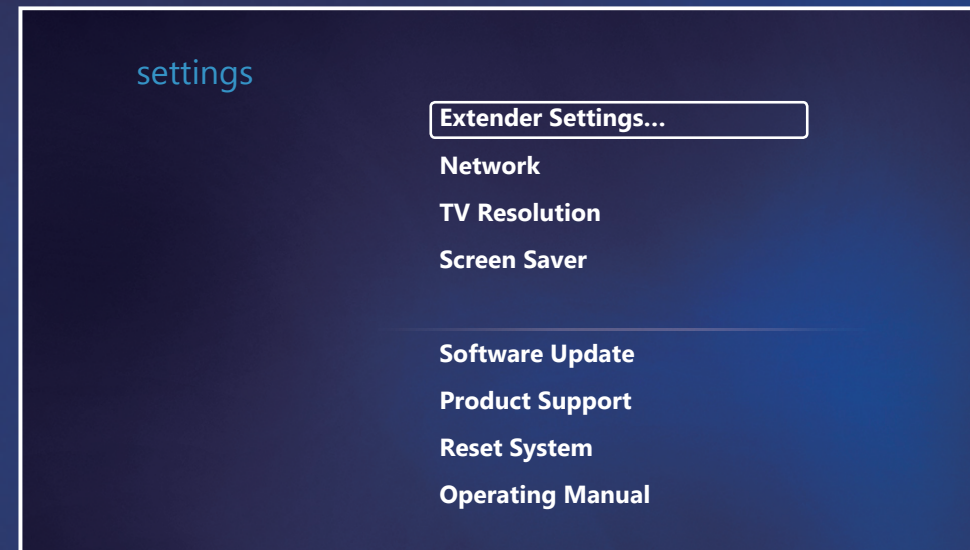 settings
Extender Settings...
Network
TV Resolution
Screen Saver
Software Update
Product Support
Reset System
Operating Manual